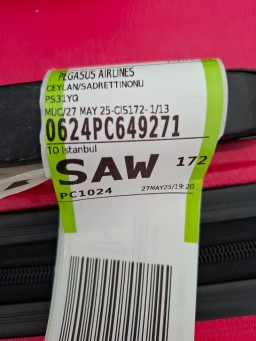 PEGASUS AIRLINES
CEYLAN/SADRETTINONU
PS31YQ
MUC/27 MAY 25-CIS172-1/13
0624PC649271
TO Istanbul
SAW 172
PC1024 27MAY25/19:20